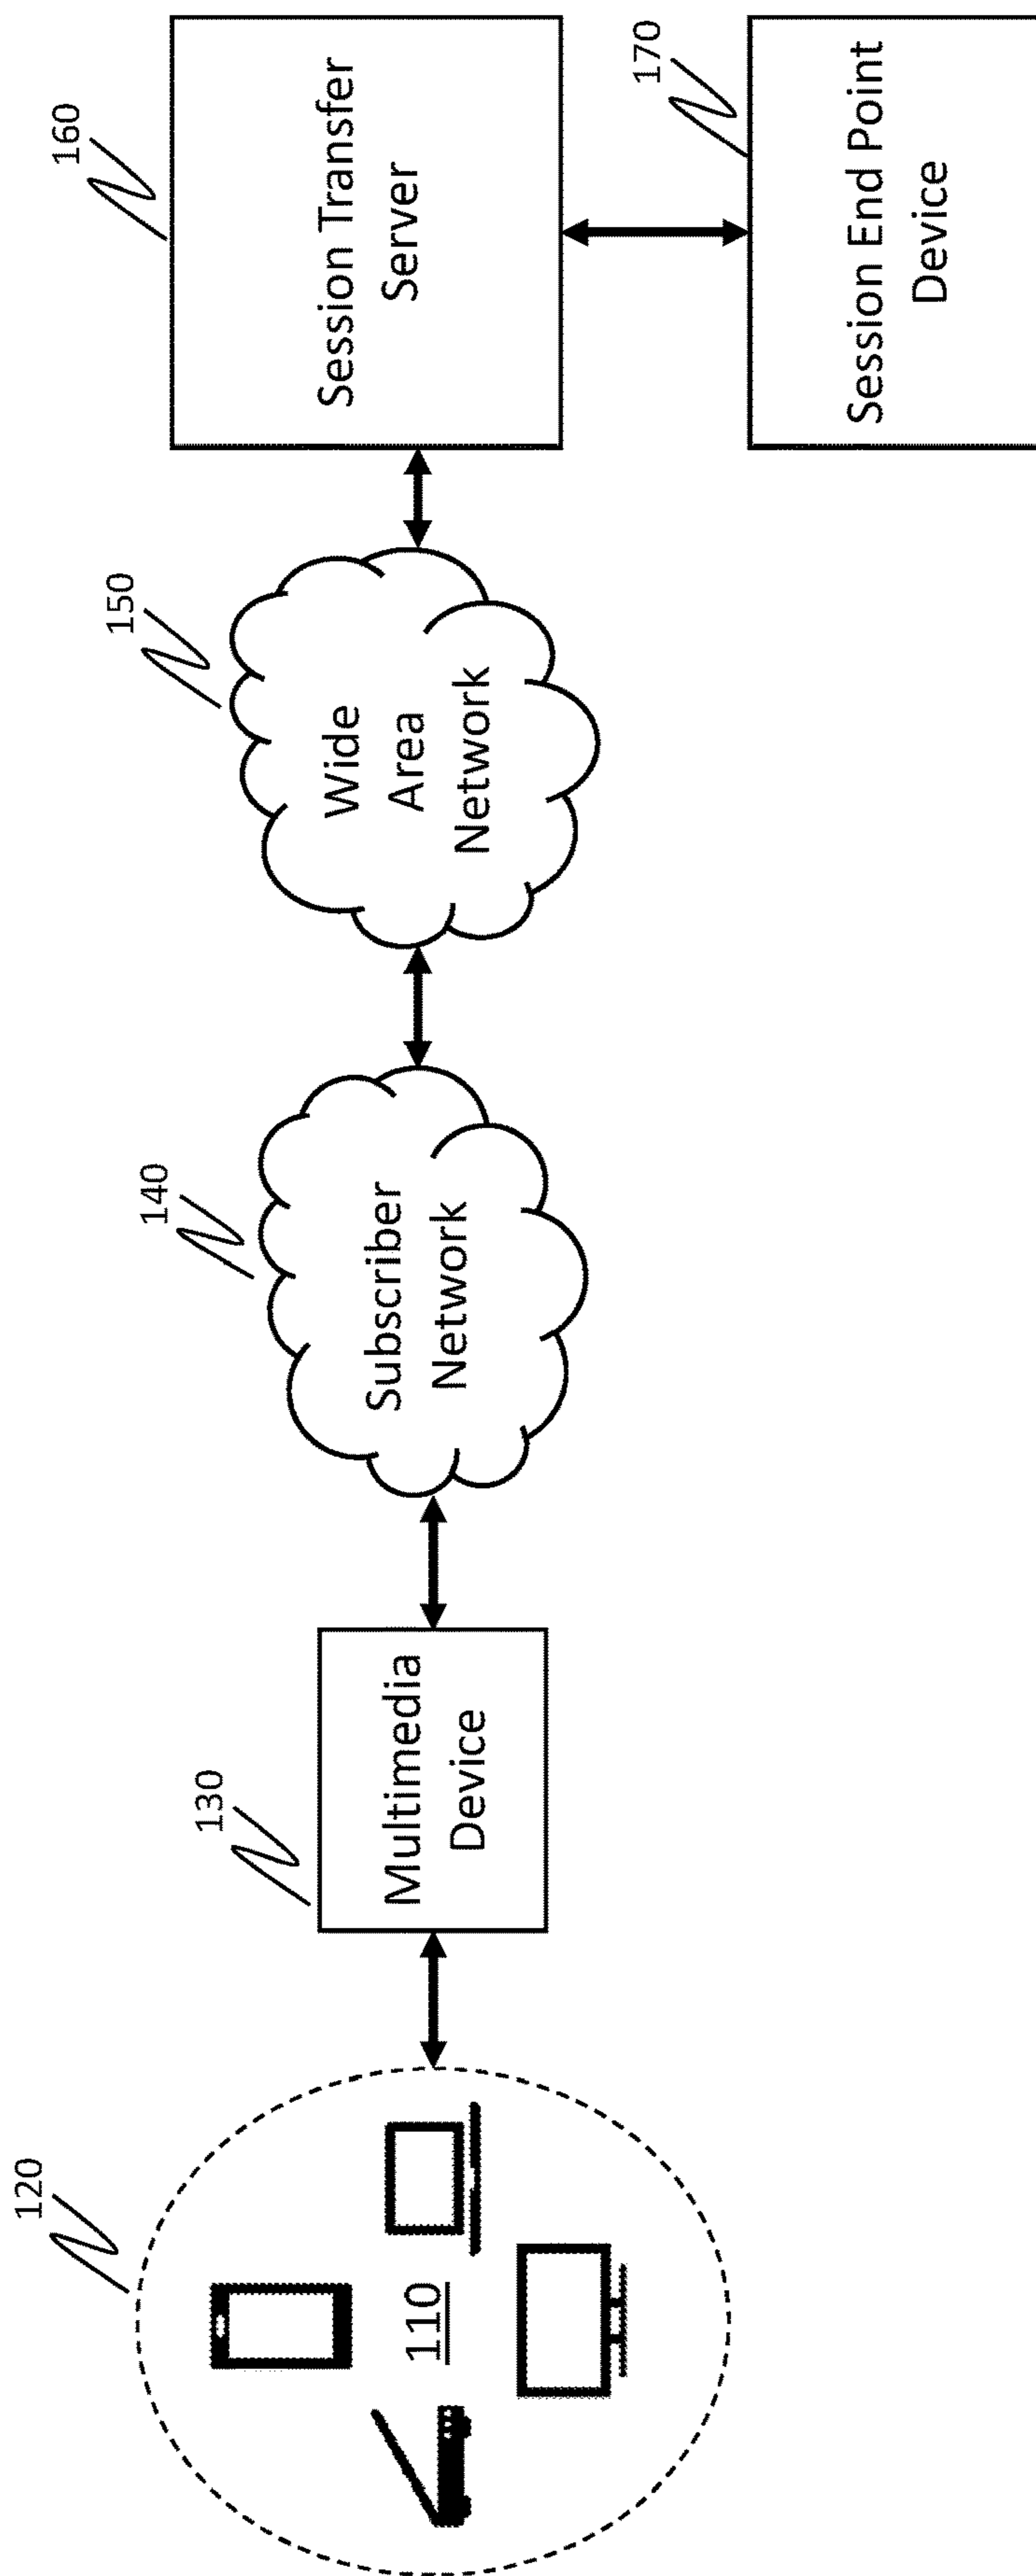 120
110
130
Multimedia
Device
140
Subscriber
Network
150
Wide
Area
Network
160
Session Transfer
Server
170
Session End Point
Device